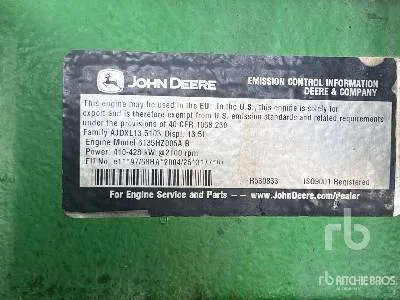 JOHN DEERE
EMISSION CONTROL INFORMATION
DEERE & COMPANY
This engine may be used in the EU. In the U.S., this engine is solely for
export and is therefore exempt from U.S. emission standards and related requirements
under the provisions of 40 CFR 1068.230
Family AJDXL13.5103 Displ. 13.5l
Engine Model 6135HZ005A,B
Power: 410-428 kW @2100 rpm
R530833 ISO9001 Registered
For Engine Service and Parts — www.JohnDeere.com/Dealer
rb
RITCHIE BROS.